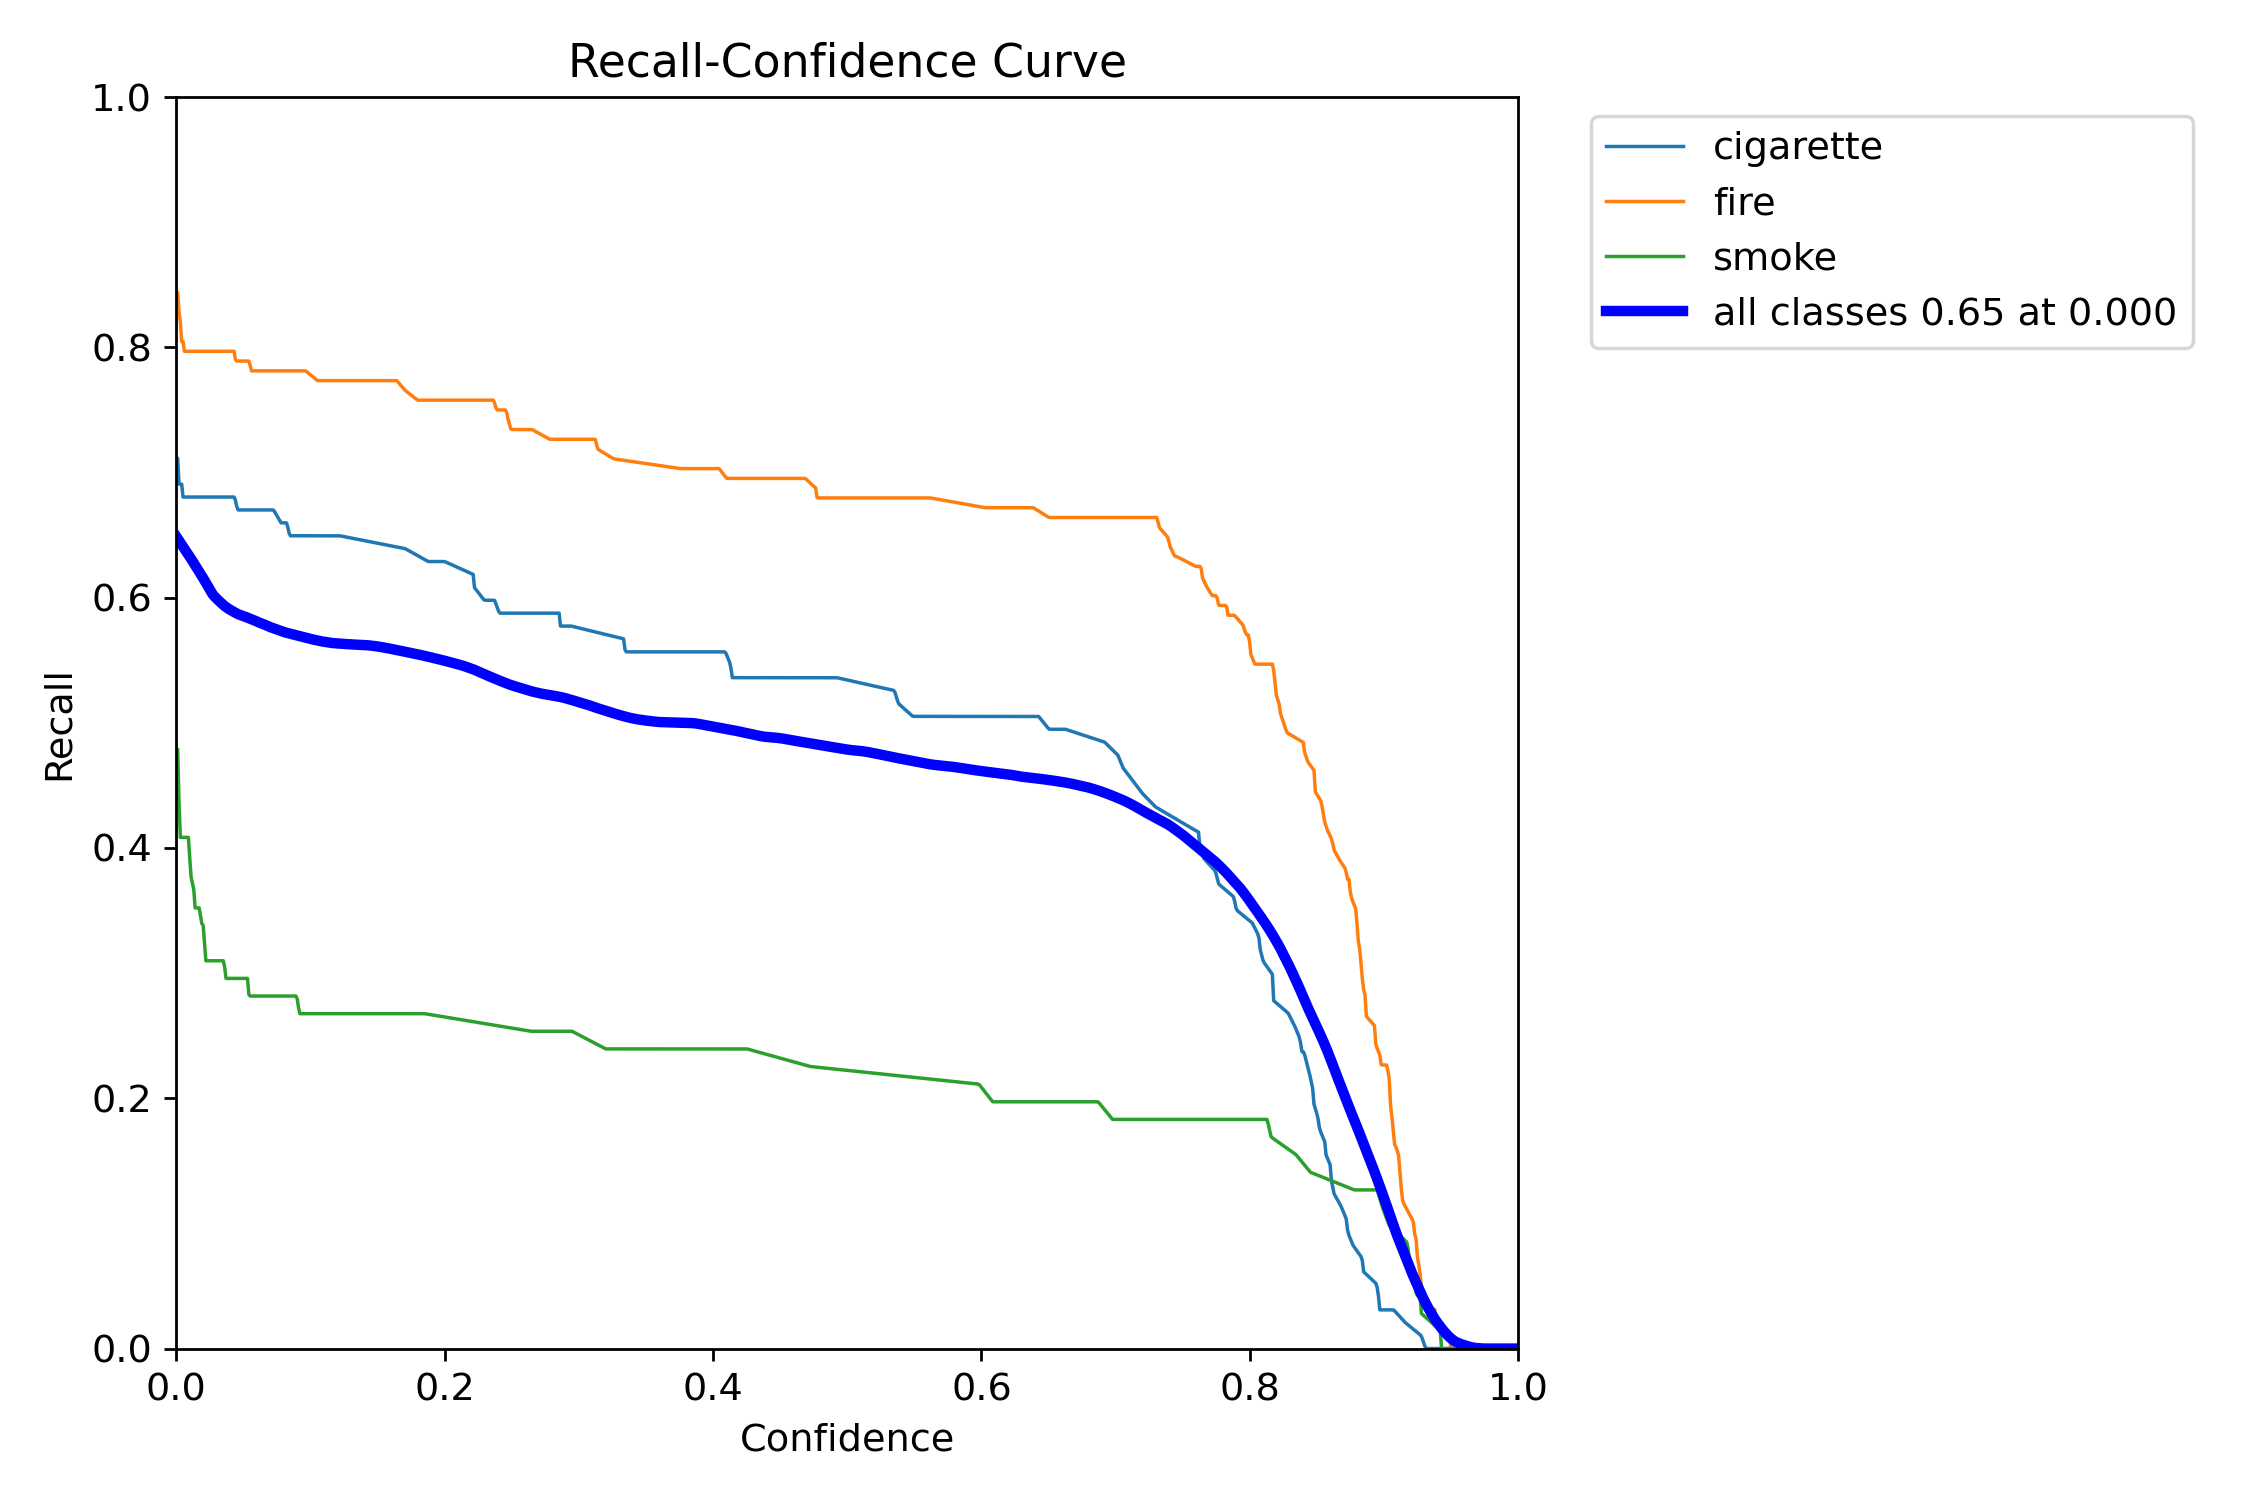 Recall-Confidence Curve
1.0
0.8
0.6
0.4
0.2
0.0
Recall
0.0 0.2 0.4 0.6 0.8 1.0
Confidence
cigarette
fire
smoke
all classes 0.65 at 0.000